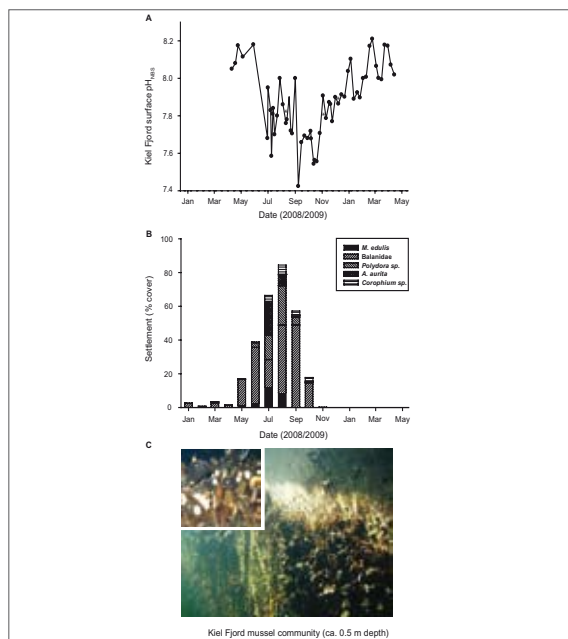 A
Kiel Fjord surface pHNBS
8.2
8.0
7.8
7.6
7.4
Jan Mar May Jul Sep Nov Jan Mar May
Date (2008/2009)
B
Settlement (% cover)
100
80
60
40
20
0
M. edulis
Balanidae
Polydora sp.
A. aurita
Corophium sp.
Jan Mar May Jul Sep Nov Jan Mar May
Date (2008/2009)
C
Kiel Fjord mussel community (ca. 0.5 m depth)